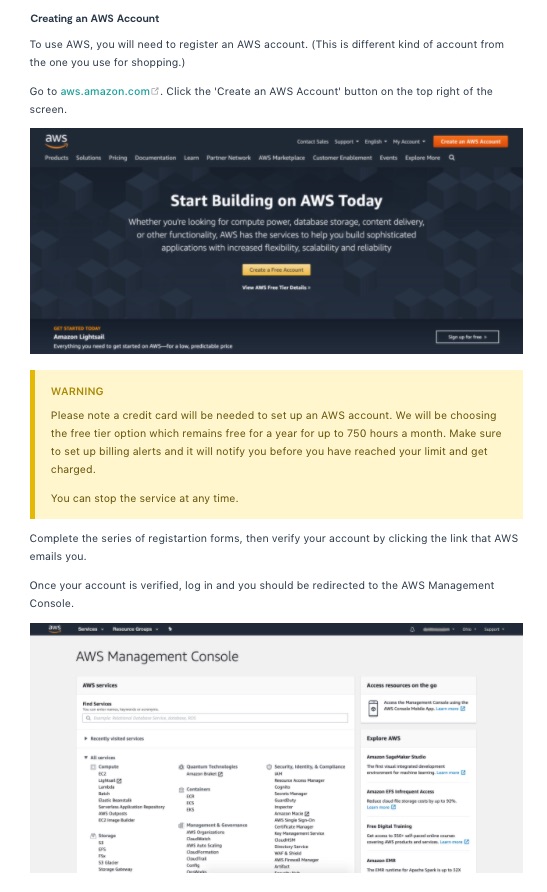 Creating an AWS Account
To use AWS, you will need to register an AWS account. (This is different kind of account from
the one you use for shopping.)
Go to aws.amazon.com. Click the 'Create an AWS Account' button on the top right of the
screen.
aws
Contact Sales Support English My Account Create an AWS Account
Products Solutions Pricing Documentation Learn Partner Network AWS Marketplace Customer Enablement Events Explore More
Start Building on AWS Today
Whether you're looking for compute power, database storage, content delivery,
or other functionality, AWS has the services to help you build sophisticated
applications with increased flexibility, scalability and reliability
Create a Free Account
View AWS Free Tier Details >
GET STARTED TODAY
Amazon Lightsail
Everything you need to get started on AWS—for a low, predictable price
Sign up for free >
WARNING
Please note a credit card will be needed to set up an AWS account. We will be choosing
the free tier option which remains free for a year for up to 750 hours a month. Make sure
to set up billing alerts and it will notify you before you have reached your limit and get
charged.
You can stop the service at any time.
Complete the series of registartion forms, then verify your account by clicking the link that AWS
emails you.
Once your account is verified, log in and you should be redirected to the AWS Management
Console.
aws Services Resource Groups Support
AWS Management Console
AWS services
Find Services
Example: Relational Database Service, database, RDS
Recently visited services
All services
Compute
EC2
Lightsail
Lambda
Batch
Elastic Beanstalk
Serverless Application Repository
AWS Outposts
EC2 Image Builder
Storage
S3
EFS
FSx
S3 Glacier
Storage Gateway
Quantum Technologies
Amazon Braket
Containers
ECR
ECS
EKS
Management & Governance
AWS Organizations
CloudWatch
AWS Auto Scaling
CloudFormation
CloudTrail
Config
OpsWorks
Security, Identity, & Compliance
IAM
Resource Access Manager
Cognito
Secrets Manager
GuardDuty
Inspector
Amazon Macie
AWS Single Sign-On
Certificate Manager
Key Management Service
CloudHSM
Directory Service
WAF & Shield
AWS Firewall Manager
Artifact
Access resources on the go
Access the Management Console using the
AWS Console Mobile App. Learn more
Explore AWS
Amazon SageMaker Studio
The first visual integrated development
environment for machine learning. Learn more
Amazon EFS Infrequent Access
Reduce cloud file storage costs by up to 92%.
Learn more
Free Digital Training
Get access to 350+ self-paced online courses
covering AWS products and services. Learn more
Amazon EMR
The EMR runtime for Apache Spark is up to 32X